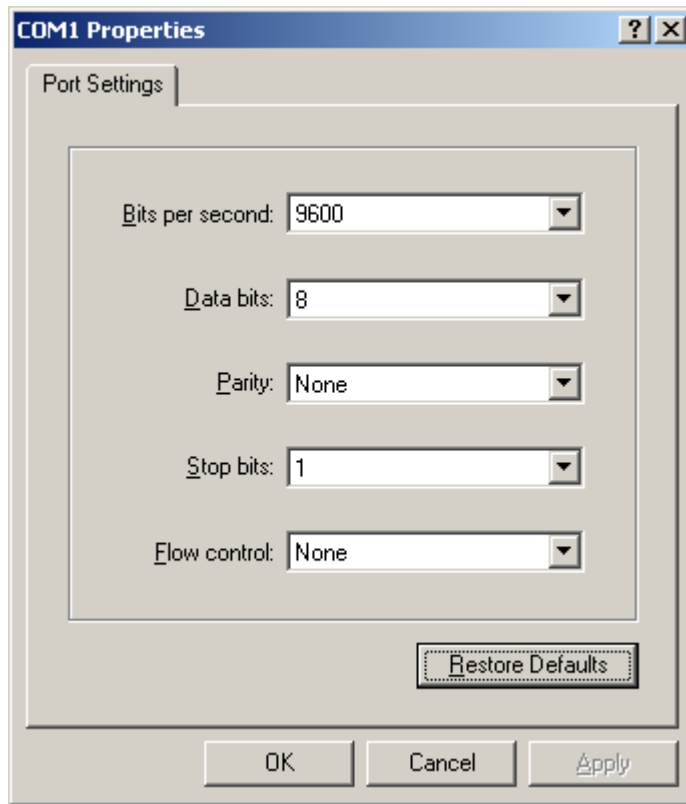 COM1 Properties
Port Settings
Bits per second: 9600
Data bits: 8
Parity: None
Stop bits: 1
Flow control: None
Restore Defaults
OK Cancel Apply